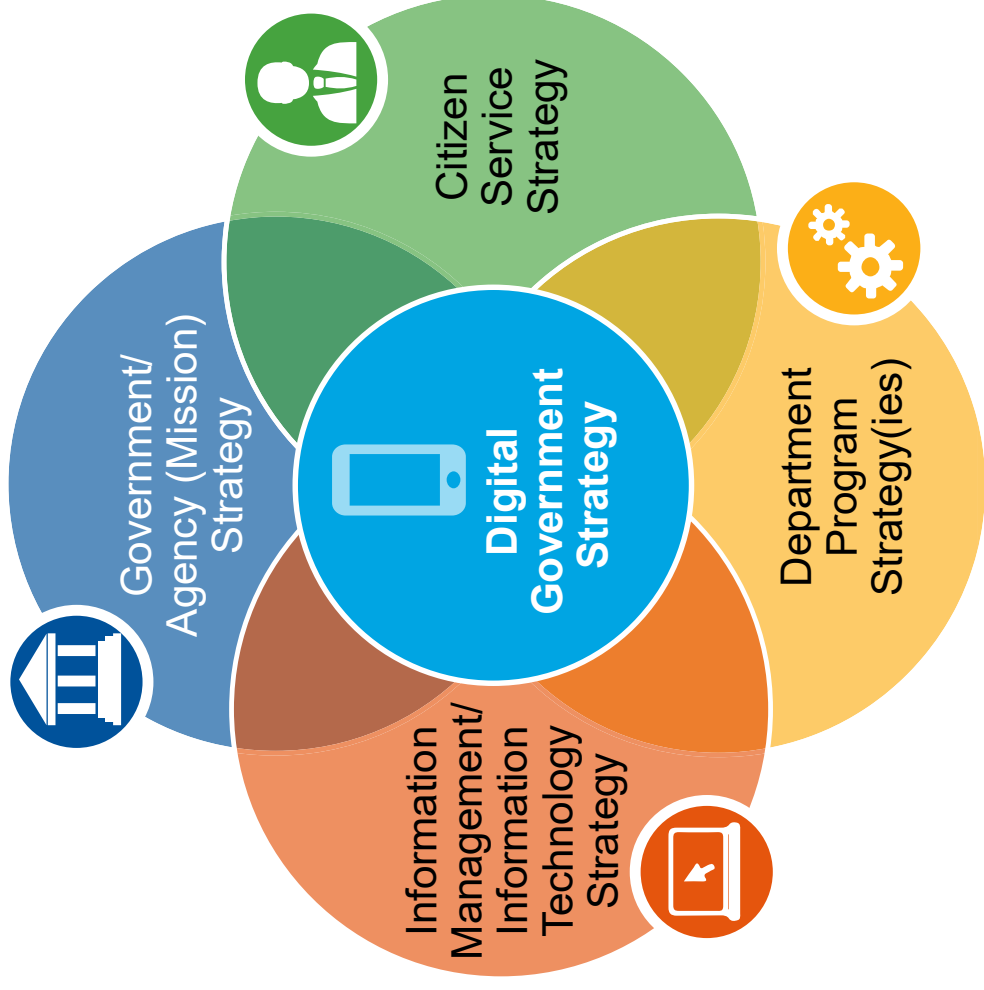 Government/
Agency (Mission)
Strategy
Citizen
Service
Strategy
Digital
Government
Strategy
Information
Management/
Information
Technology
Strategy
Department
Program
Strategy(ies)